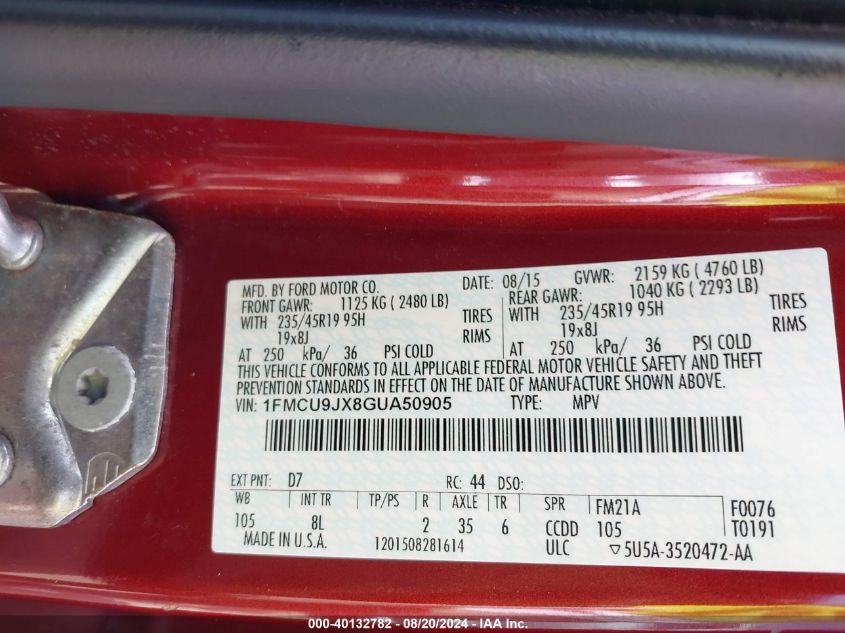 MFD. BY FORD MOTOR CO. DATE: 08/15 GVWR: 2159 KG ( 4760 LB)
FRONT GAWR: 1125 KG ( 2480 LB) REAR GAWR: 1040 KG ( 2293 LB)
WITH 235/45R19 95H TIRES WITH 235/45R19 95H TIRES
19x8J RIMS 19x8J RIMS
AT 250 kPa/ 36 PSI COLD AT 250 kPa/ 36 PSI COLD
THIS VEHICLE CONFORMS TO ALL APPLICABLE FEDERAL MOTOR VEHICLE SAFETY AND THEFT
PREVENTION STANDARDS IN EFFECT ON THE DATE OF MANUFACTURE SHOWN ABOVE.
VIN: 1FMCU9JX8GUA50905 TYPE: MPV
EXT PNT: D7 RC: 44 DSO:
WB INT TR TP/PS R AXLE TR SPR FM21A F0076
105 8L 2 35 6 CCDD 105 T0191
MADE IN U.S.A. 1201508281614 ULC ▽5U5A-3520472-AA
000-40132782 - 08/20/2024 - IAA Inc.